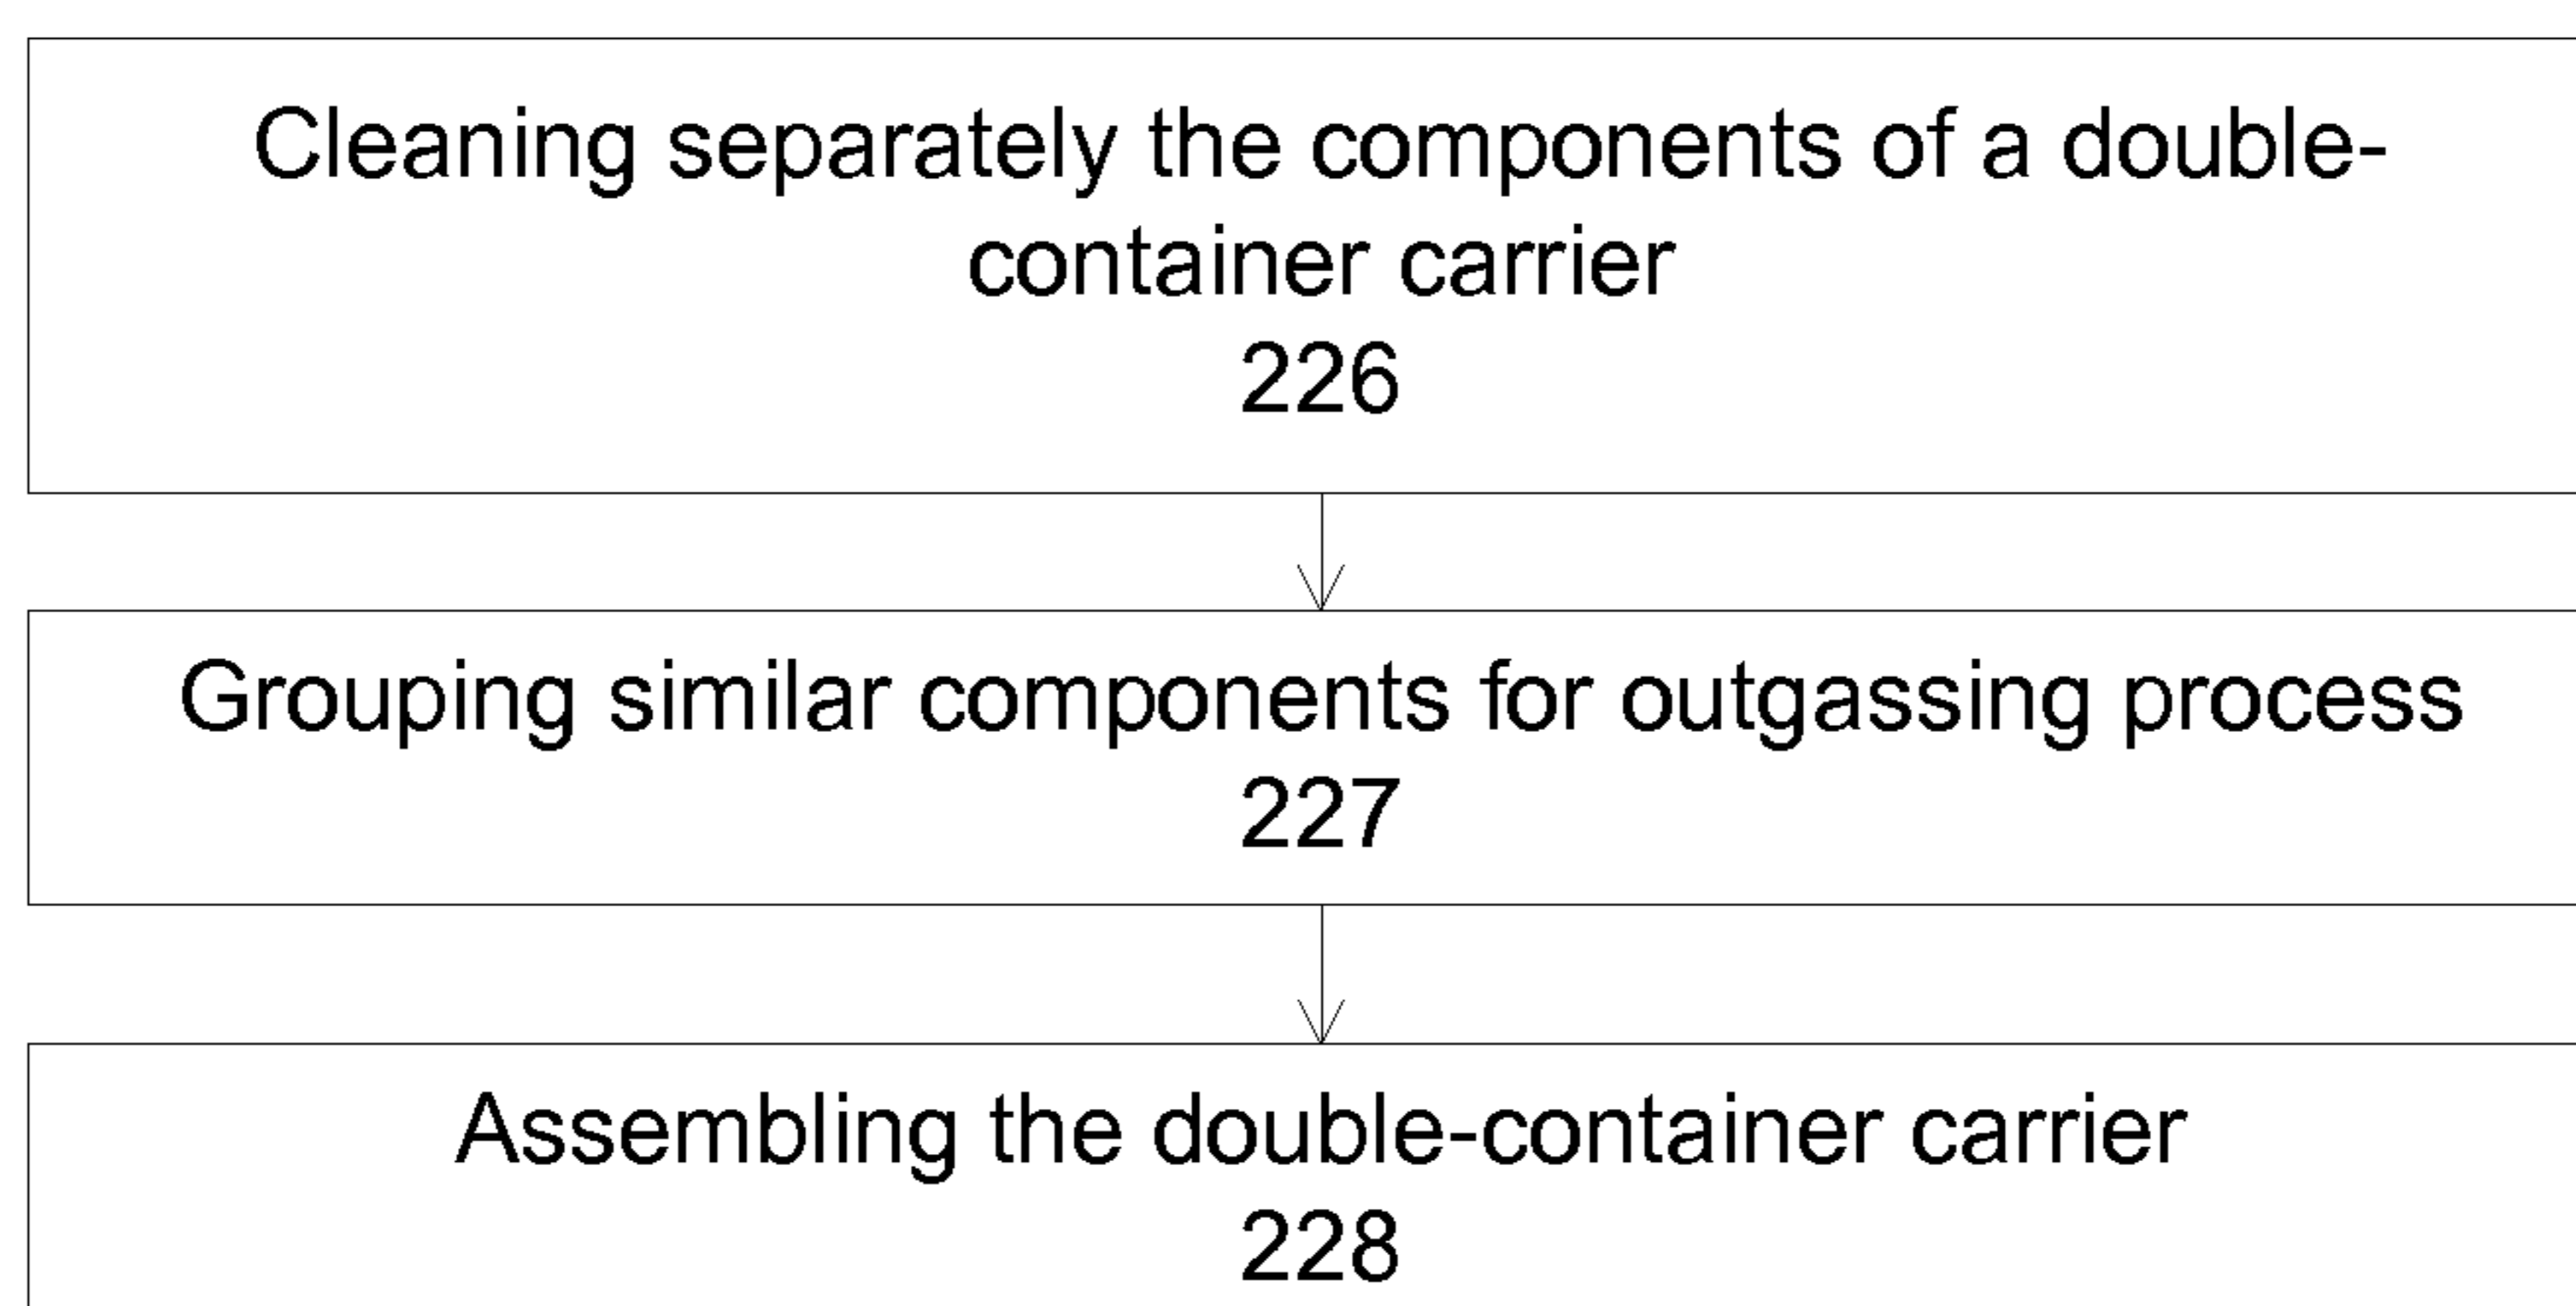 Cleaning separately the components of a double-
container carrier
226
Grouping similar components for outgassing process
227
Assembling the double-container carrier
228